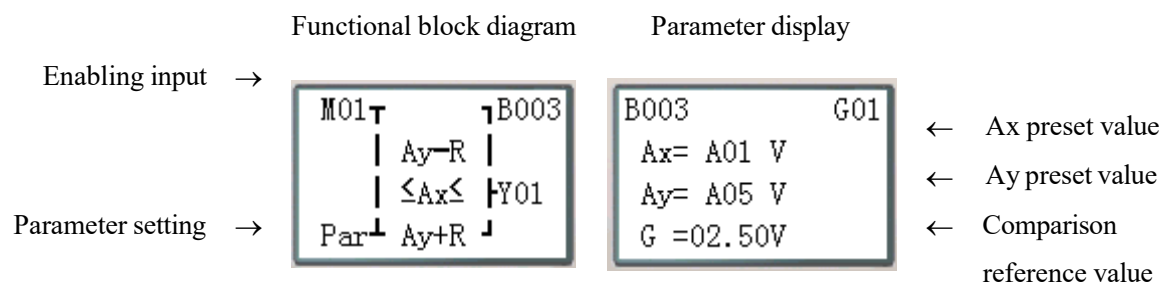 Functional block diagram
Parameter display
Enabling input →
M01 B003
Ay-R
≤Ax≤ Y01
Parameter setting →
Par Ay+R
B003 G01
Ax= A01 V
Ay= A05 V
G =02.50V
← Ax preset value
← Ay preset value
← Comparison
reference value